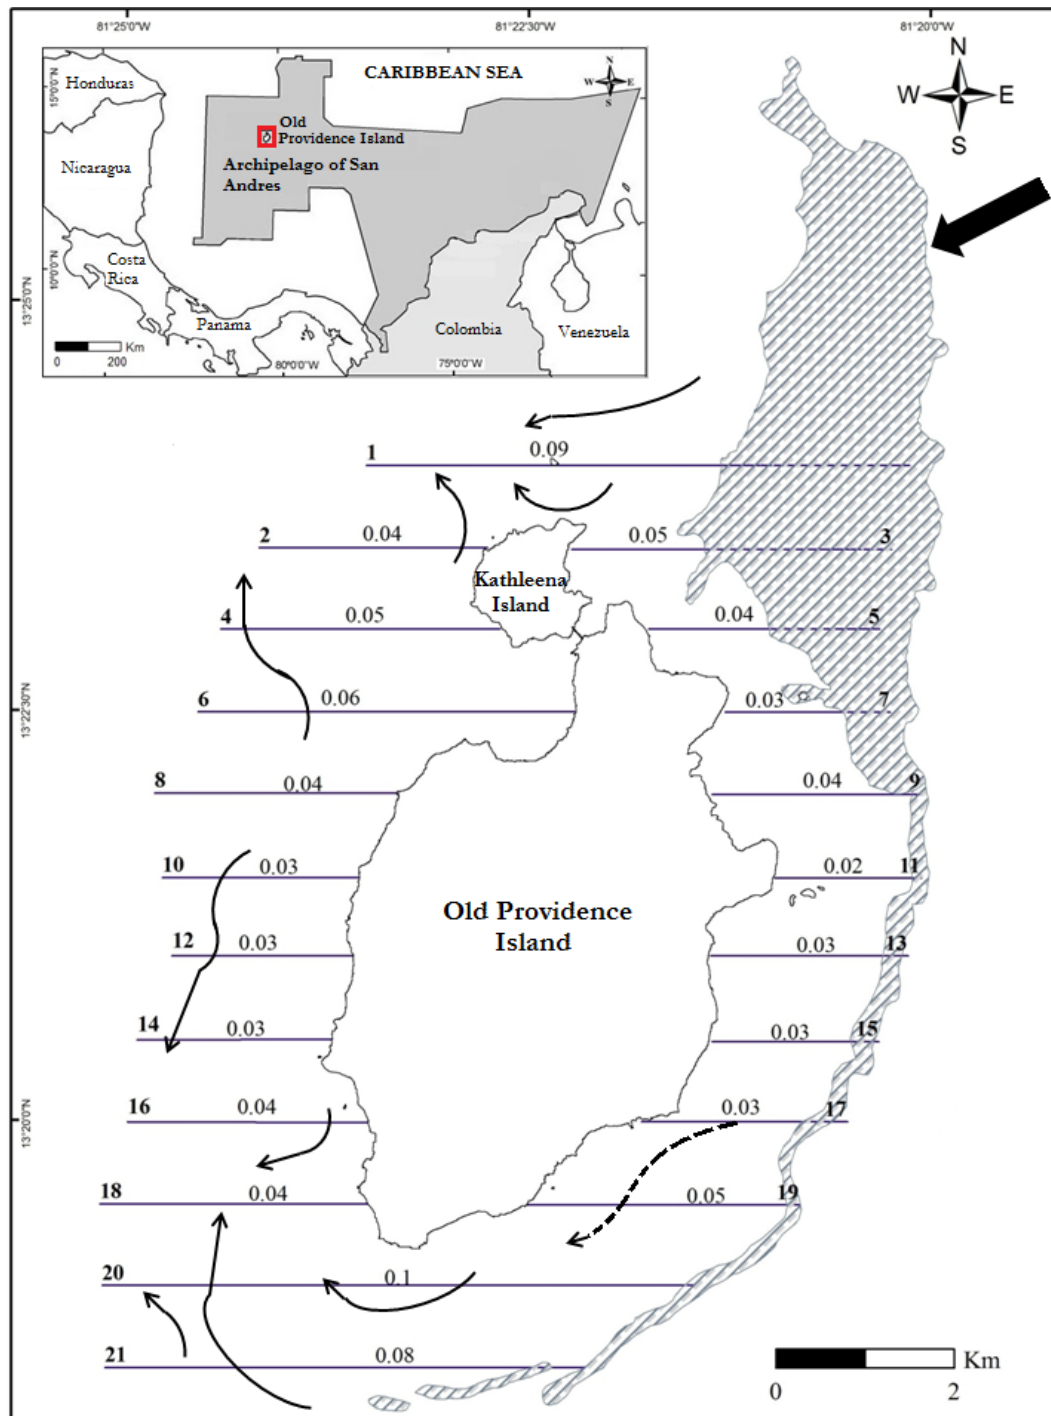 81°25'0"W
81°22'30"W
81°20'0"W
CARIBBEAN SEA
N
W E
S
N
W E
S
Honduras
15°0'0"N
Old
Providence Island
Nicaragua
Archipelago of San
Andres
Costa
Rica
10°0'0"N
Panama
Colombia
Venezuela
Km
0 200
80°0'0"W
75°0'0"W
13°25'0"N
1
0.09
2
0.04
0.05
3
Kathleena
Island
4
0.05
0.04
5
6
0.06
0.03
7
13°22'30"N
8
0.04
0.04
9
10
0.03
0.02
11
Old Providence
Island
12
0.03
0.03
13
14
0.03
0.03
15
16
0.04
0.03
17
13°20'0"N
18
0.04
0.05
19
20
0.1
21
0.08
Km
0 2